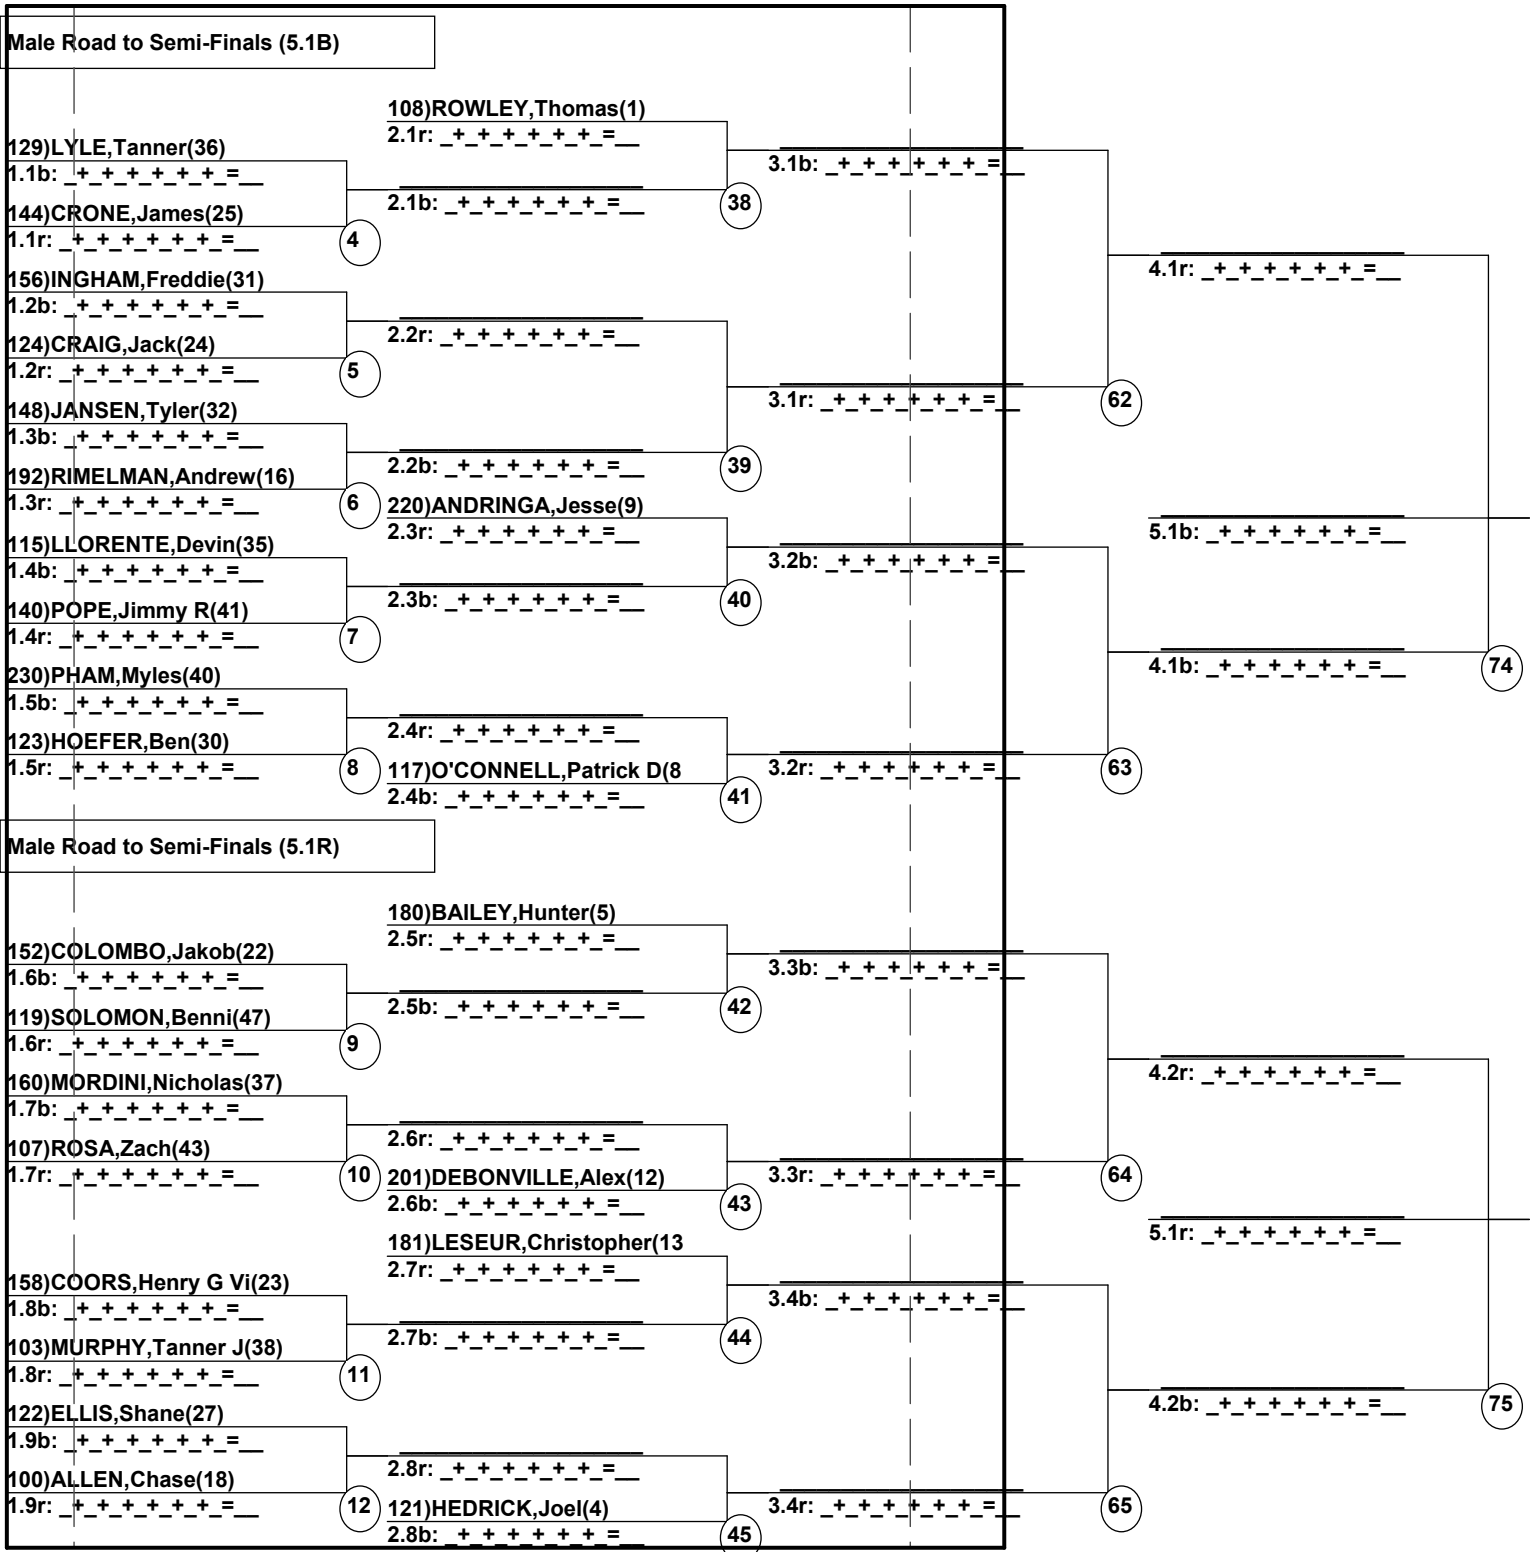 Male Road to Semi-Finals (5.1B)
108)ROWLEY,Thomas(1)
2.1r: _+_+_+_+_+_=__
129)LYLE,Tanner(36)
1.1b: _+_+_+_+_+_=__
3.1b: _+_+_+_+_+_=__
2.1b: _+_+_+_+_+_=__
38
144)CRONE,James(25)
1.1r: _+_+_+_+_+_=__
4
4.1r: _+_+_+_+_+_=__
156)INGHAM,Freddie(31)
1.2b: _+_+_+_+_+_=__
2.2r: _+_+_+_+_+_=__
124)CRAIG,Jack(24)
1.2r: _+_+_+_+_+_=__
5
3.1r: _+_+_+_+_+_=__
62
148)JANSEN,Tyler(32)
1.3b: _+_+_+_+_+_=__
2.2b: _+_+_+_+_+_=__
39
192)RIMELMAN,Andrew(16)
1.3r: _+_+_+_+_+_=__
6
220)ANDRINGA,Jesse(9)
2.3r: _+_+_+_+_+_=__
5.1b: _+_+_+_+_+_=__
115)LLORENTE,Devin(35)
1.4b: _+_+_+_+_+_=__
3.2b: _+_+_+_+_+_=__
2.3b: _+_+_+_+_+_=__
40
140)POPE,Jimmy R(41)
1.4r: _+_+_+_+_+_=__
7
4.1b: _+_+_+_+_+_=__
74
230)PHAM,Myles(40)
1.5b: _+_+_+_+_+_=__
2.4r: _+_+_+_+_+_=__
123)HOEFER,Ben(30)
1.5r: _+_+_+_+_+_=__
8
117)O'CONNELL,Patrick D(8
3.2r: _+_+_+_+_+_=__
63
2.4b: _+_+_+_+_+_=__
41
Male Road to Semi-Finals (5.1R)
180)BAILEY,Hunter(5)
2.5r: _+_+_+_+_+_=__
152)COLOMBO,Jakob(22)
1.6b: _+_+_+_+_+_=__
3.3b: _+_+_+_+_+_=__
2.5b: _+_+_+_+_+_=__
42
119)SOLOMON,Benni(47)
1.6r: _+_+_+_+_+_=__
9
4.2r: _+_+_+_+_+_=__
160)MORDINI,Nicholas(37)
1.7b: _+_+_+_+_+_=__
2.6r: _+_+_+_+_+_=__
107)ROSA,Zach(43)
1.7r: _+_+_+_+_+_=__
10
201)DEBONVILLE,Alex(12)
3.3r: _+_+_+_+_+_=__
64
2.6b: _+_+_+_+_+_=__
43
5.1r: _+_+_+_+_+_=__
181)LESEUR,Christopher(13
2.7r: _+_+_+_+_+_=__
158)COORS,Henry G Vi(23)
1.8b: _+_+_+_+_+_=__
3.4b: _+_+_+_+_+_=__
2.7b: _+_+_+_+_+_=__
44
103)MURPHY,Tanner J(38)
1.8r: _+_+_+_+_+_=__
11
4.2b: _+_+_+_+_+_=__
75
122)ELLIS,Shane(27)
1.9b: _+_+_+_+_+_=__
2.8r: _+_+_+_+_+_=__
100)ALLEN,Chase(18)
1.9r: _+_+_+_+_+_=__
12
121)HEDRICK,Joel(4)
3.4r: _+_+_+_+_+_=__
65
2.8b: _+_+_+_+_+_=__
45